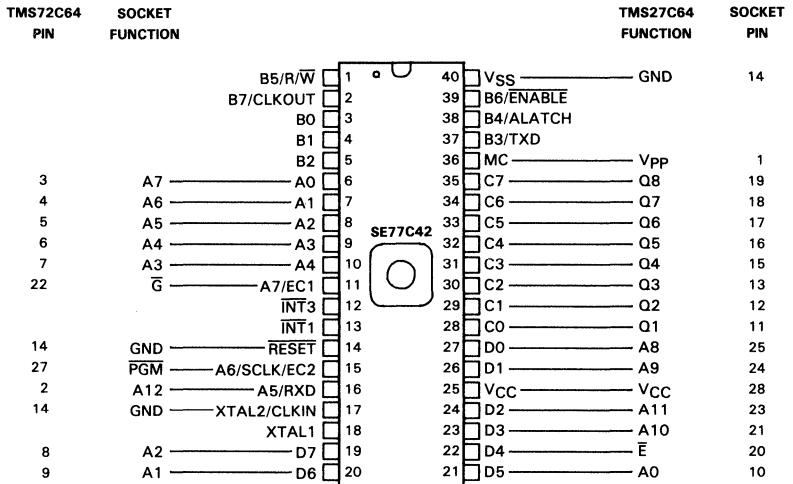 TMS72C64 SOCKET TMS27C64 SOCKET
PIN FUNCTION FUNCTION PIN
B5/R/W̅ 1 40 VSS GND 14
B7/CLKOUT 2 39 B6/E̅N̅A̅B̅L̅E̅
B0 3 38 B4/ALATCH
B1 4 37 B3/TXD
B2 5 36 MC VPP 1
3 A7 A0 6 35 C7 Q8 19
4 A6 A1 7 34 C6 Q7 18
5 A5 A2 8 33 C5 Q6 17
SE77C42
6 A4 A3 9 32 C4 Q5 16
7 A3 A4 10 31 C3 Q4 15
22 G̅ A7/EC1 11 30 C2 Q3 13
I̅N̅T̅3 12 29 C1 Q2 12
I̅N̅T̅1 13 28 C0 Q1 11
14 GND R̅E̅S̅E̅T̅ 14 27 D0 A8 25
27 P̅G̅M̅ A6/SCLK/EC2 15 26 D1 A9 24
2 A12 A5/RXD 16 25 VCC VCC 28
14 GND XTAL2/CLKIN 17 24 D2 A11 23
XTAL1 18 23 D3 A10 21
8 A2 D7 19 22 D4 E̅ 20
9 A1 D6 20 21 D5 A0 10